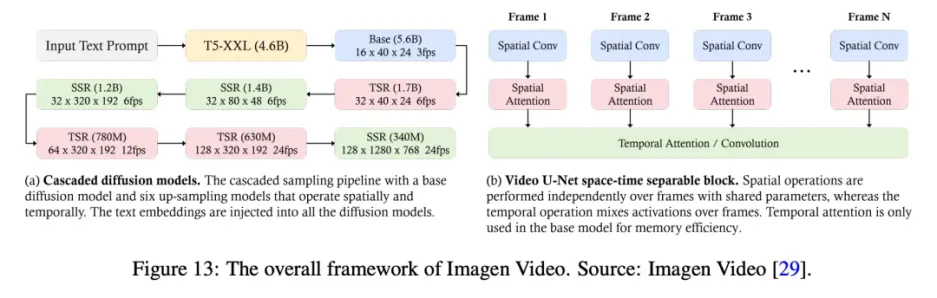 Input Text Prompt
T5-XXL (4.6B)
Base (5.6B)
16 x 40 x 24 3fps
SSR (1.2B)
32 x 320 x 192 6fps
SSR (1.4B)
32 x 80 x 48 6fps
TSR (1.7B)
32 x 40 x 24 6fps
TSR (780M)
64 x 320 x 192 12fps
TSR (630M)
128 x 320 x 192 24fps
SSR (340M)
128 x 1280 x 768 24fps
(a) Cascaded diffusion models. The cascaded sampling pipeline with a base
diffusion model and six up-sampling models that operate spatially and
temporally. The text embeddings are injected into all the diffusion models.
Frame 1
Frame 2
Frame 3
Frame N
Spatial Conv
Spatial Conv
Spatial Conv
Spatial Conv
...
Spatial
Attention
Spatial
Attention
Spatial
Attention
Spatial
Attention
Temporal Attention / Convolution
(b) Video U-Net space-time separable block. Spatial operations are
performed independently over frames with shared parameters, whereas the
temporal operation mixes activations over frames. Temporal attention is only
used in the base model for memory efficiency.
Figure 13: The overall framework of Imagen Video. Source: Imagen Video [29].